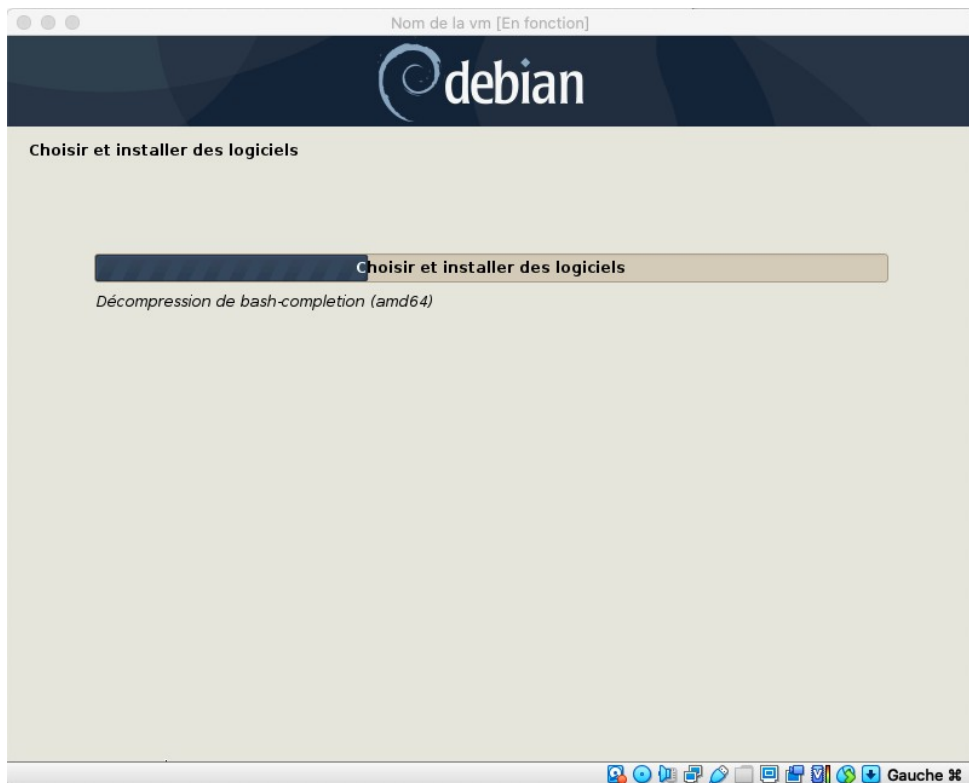 Nom de la vm [En fonction]
debian
Choisir et installer des logiciels
Choisir et installer des logiciels
Décompression de bash-completion (amd64)
Gauche ⌘